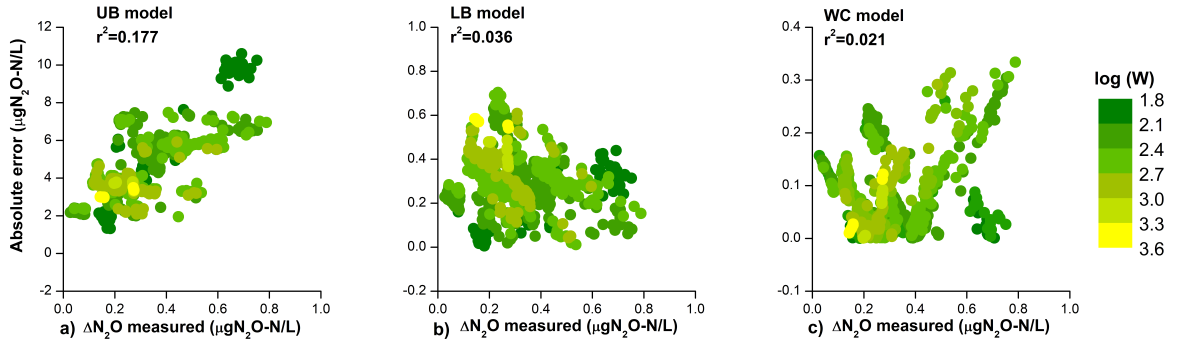 UB model
r²=0.177
Absolute error (μgN₂O-N/L)
12
10
8
6
4
2
0
-2
0.0 0.2 0.4 0.6 0.8 1.0
a) ΔN₂O measured (μgN₂O-N/L)
LB model
r²=0.036
1.0
0.8
0.6
0.4
0.2
0.0
-0.2
0.0 0.2 0.4 0.6 0.8 1.0
b) ΔN₂O measured (μgN₂O-N/L)
WC model
r²=0.021
0.4
0.3
0.2
0.1
0.0
-0.1
0.0 0.2 0.4 0.6 0.8 1.0
c) ΔN₂O measured (μgN₂O-N/L)
log (W)
1.8
2.1
2.4
2.7
3.0
3.3
3.6